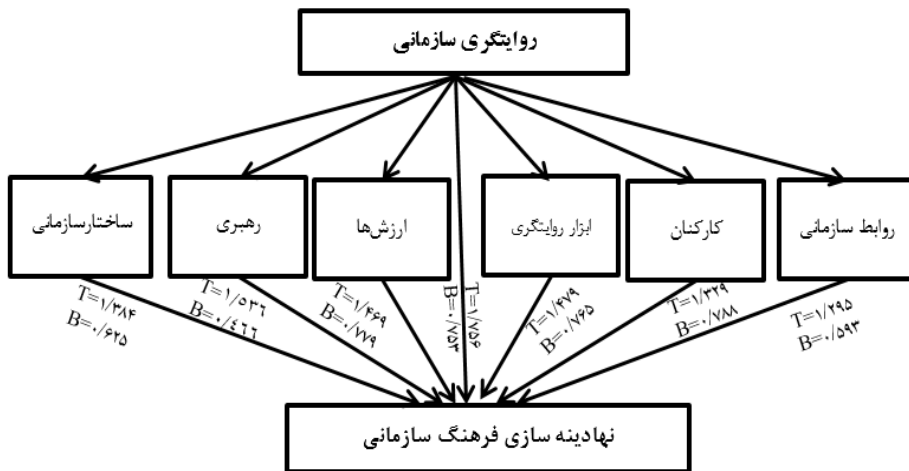 روایتگری سازمانی
ساختارسازمانی
رهبری
ارزش‌ها
ابزار روایتگری
کارکنان
روابط سازمانی
T=۱/۳۸۴
B=۰/۶۲۵
T=۱/۵۳۶
B=۰/۴۶۶
T=۱/۴۶۹
B=۰/۷۷۹
T=۱/۷۵۶
B=۰/۷۵۳
T=۱/۴۷۹
B=۰/۷۶۵
T=۱/۳۲۹
B=۰/۷۸۸
T=۱/۲۹۵
B=۰/۵۹۳
نهادینه سازی فرهنگ سازمانی